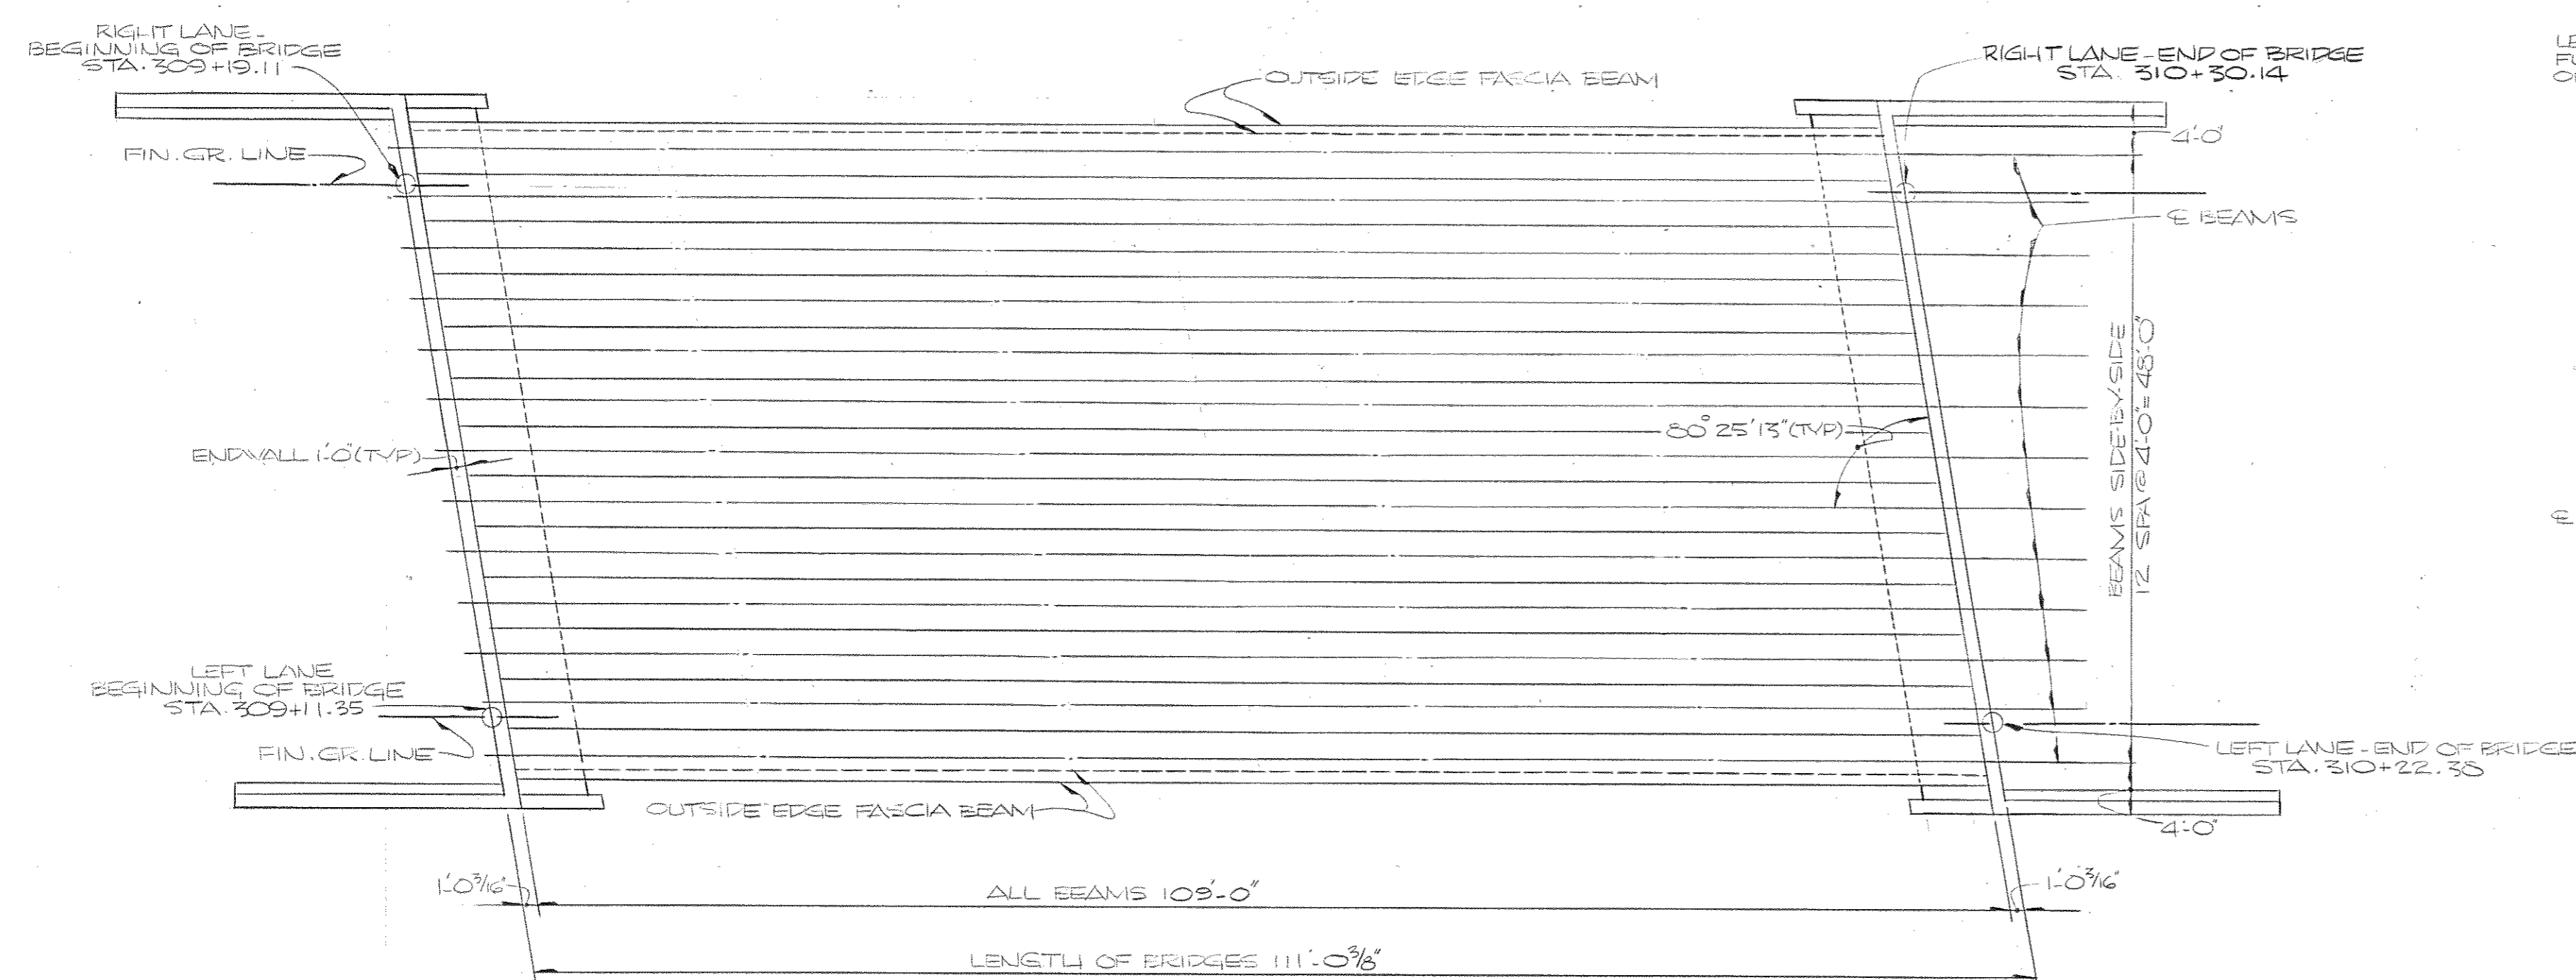 RIGHT LANE-
BEGINNING OF BRIDGE
STA. 309+19.11
FIN. GR. LINE
OUTSIDE EDGE FASCIA BEAM
RIGHT LANE-END OF BRIDGE
STA. 310+30.14
4'-0"
℄ BEAMS
BEAMS SIDE-BY-SIDE
12 SPA @ 4'-0" = 48'-0"
80° 25' 13" (TYP)
ENDWALL 1'-0" (TYP)
LEFT LANE
BEGINNING OF BRIDGE
STA. 309+11.35
FIN. GR. LINE
OUTSIDE EDGE FASCIA BEAM
LEFT LANE-END OF BRIDGE
STA. 310+22.38
4'-0"
1'-0 3/16"
ALL BEAMS 109'-0"
1'-0 3/16"
LENGTH OF BRIDGES 111'-0 3/8"
℄